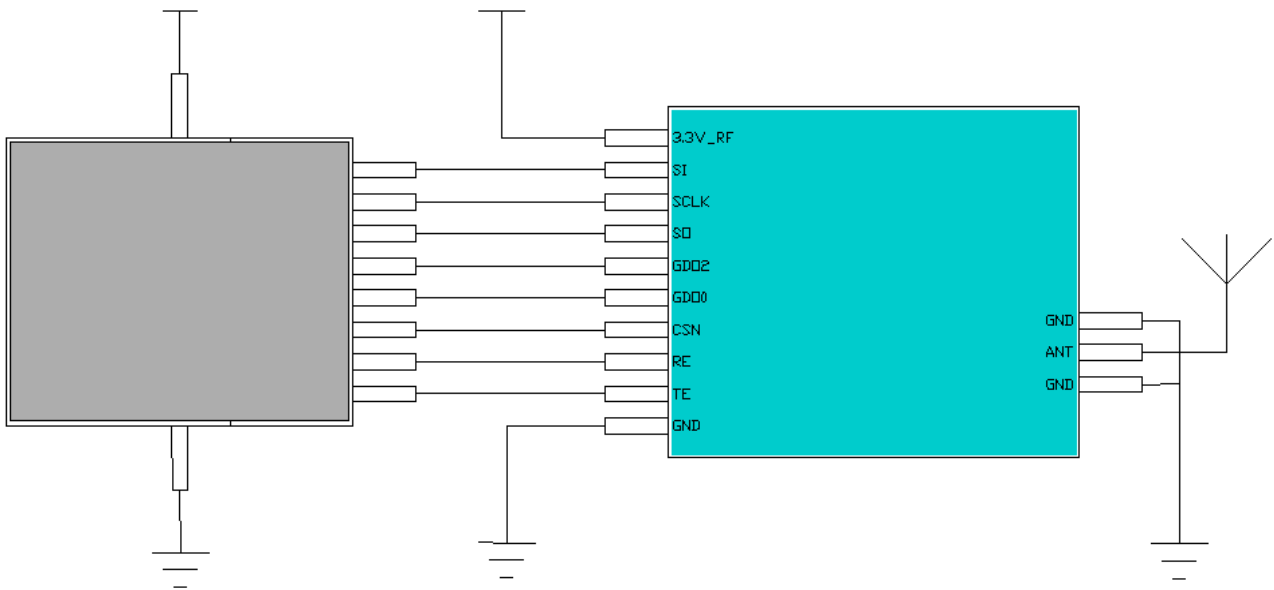 3.3V_RF
SI
SCLK
SO
GDO2
GDO0
CSN
RE
TE
GND
GND
ANT
GND